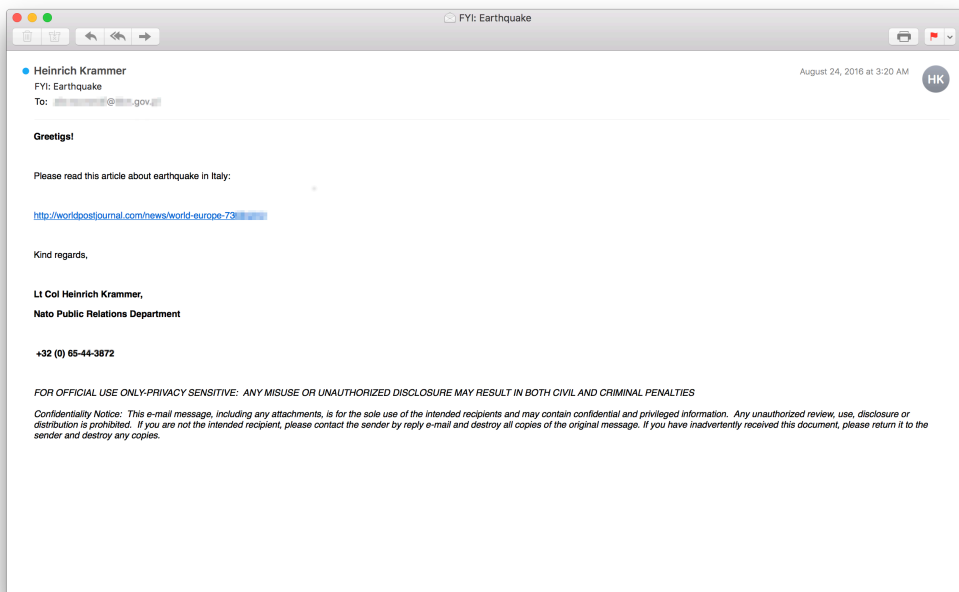 FYI: Earthquake
Heinrich Krammer
August 24, 2016 at 3:20 AM
HK
FYI: Earthquake
To: @ .gov.
Greetigs!
Please read this article about earthquake in Italy:
http://worldpostjournal.com/news/world-europe-73
Kind regards,
Lt Col Heinrich Krammer,
Nato Public Relations Department
+32 (0) 65-44-3872
FOR OFFICIAL USE ONLY-PRIVACY SENSITIVE: ANY MISUSE OR UNAUTHORIZED DISCLOSURE MAY RESULT IN BOTH CIVIL AND CRIMINAL PENALTIES
Confidentiality Notice: This e-mail message, including any attachments, is for the sole use of the intended recipients and may contain confidential and privileged information. Any unauthorized review, use, disclosure or
distribution is prohibited. If you are not the intended recipient, please contact the sender by reply e-mail and destroy all copies of the original message. If you have inadvertently received this document, please return it to the
sender and destroy any copies.